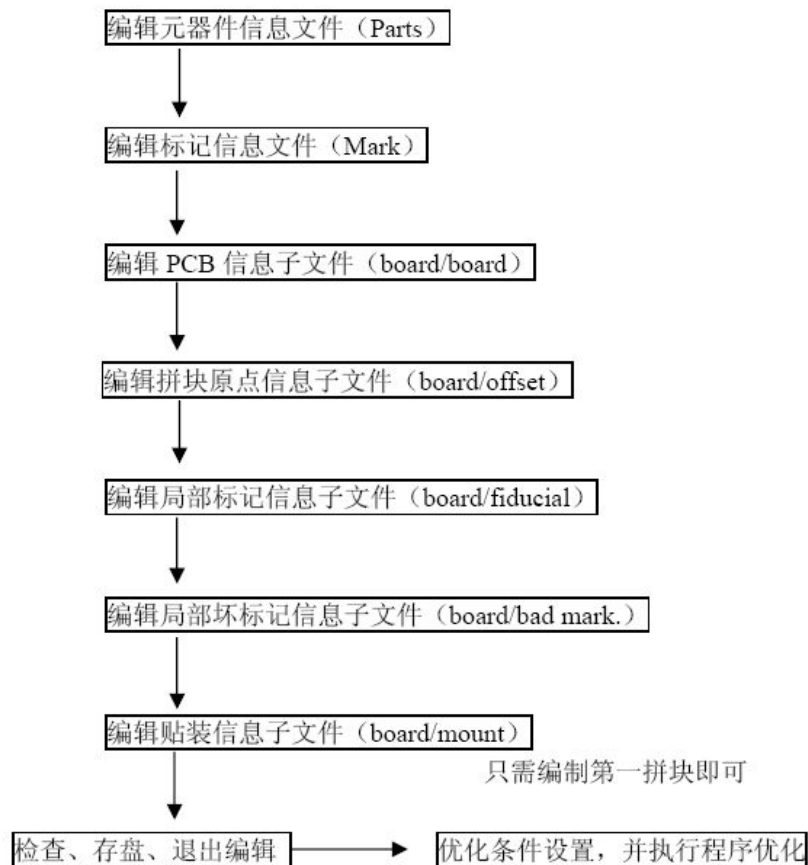 编辑元器件信息文件（Parts）
编辑标记信息文件（Mark）
编辑 PCB 信息子文件（board/board）
编辑拼块原点信息子文件（board/offset）
编辑局部标记信息子文件（board/fiducial）
编辑局部坏标记信息子文件（board/bad mark.）
编辑贴装信息子文件（board/mount）
只需编制第一拼块即可
检查、存盘、退出编辑
优化条件设置，并执行程序优化